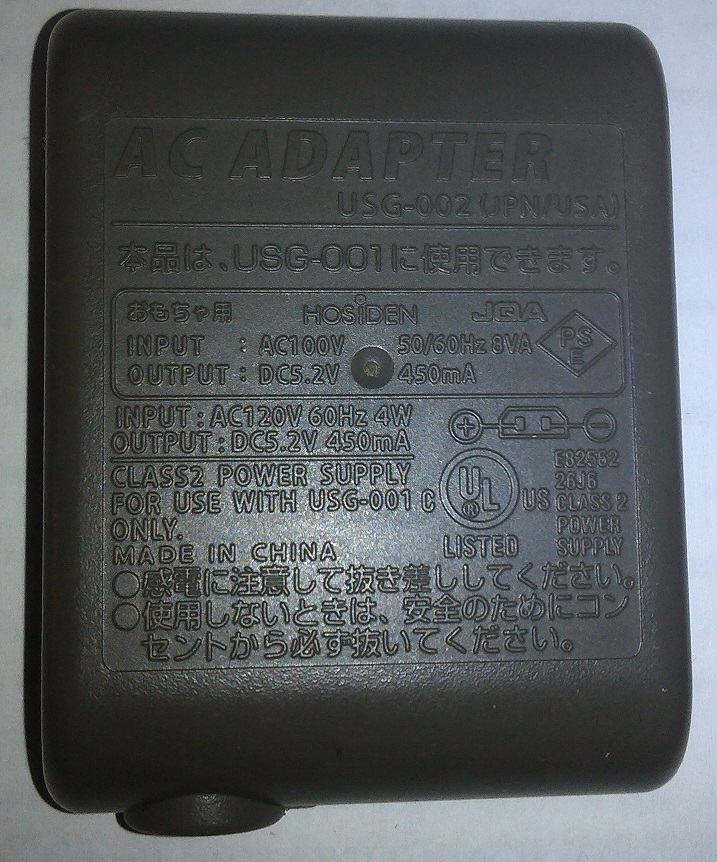 AC ADAPTER
USG-002 (JPN/USA)
本品は、USG-001に使用できます。
おもちゃ用 HOSIDEN JQA
INPUT : AC100V 50/60Hz 8VA
OUTPUT : DC5.2V 450mA
PS
E
INPUT : AC120V 60Hz 4W
OUTPUT : DC5.2V 450mA
CLASS2 POWER SUPPLY
FOR USE WITH USG-001
ONLY.
MADE IN CHINA
C UL US
®
LISTED
E82562
26J6
CLASS 2
POWER
SUPPLY
○感電に注意して抜き差ししてください。
○使用しないときは、安全のためにコン
セントから必ず抜いてください。